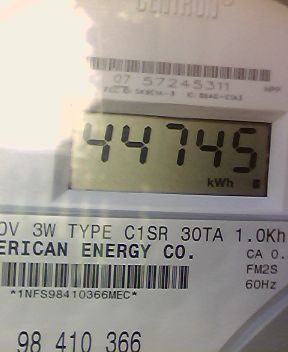 CENTRON®
07 57245311
44745
kWh
0V 3W TYPE C1SR 30TA 1.0Kh
ERICAN ENERGY CO.
CA 0.
FM2S
*1NFS98410366MEC*
60Hz
98 410 366